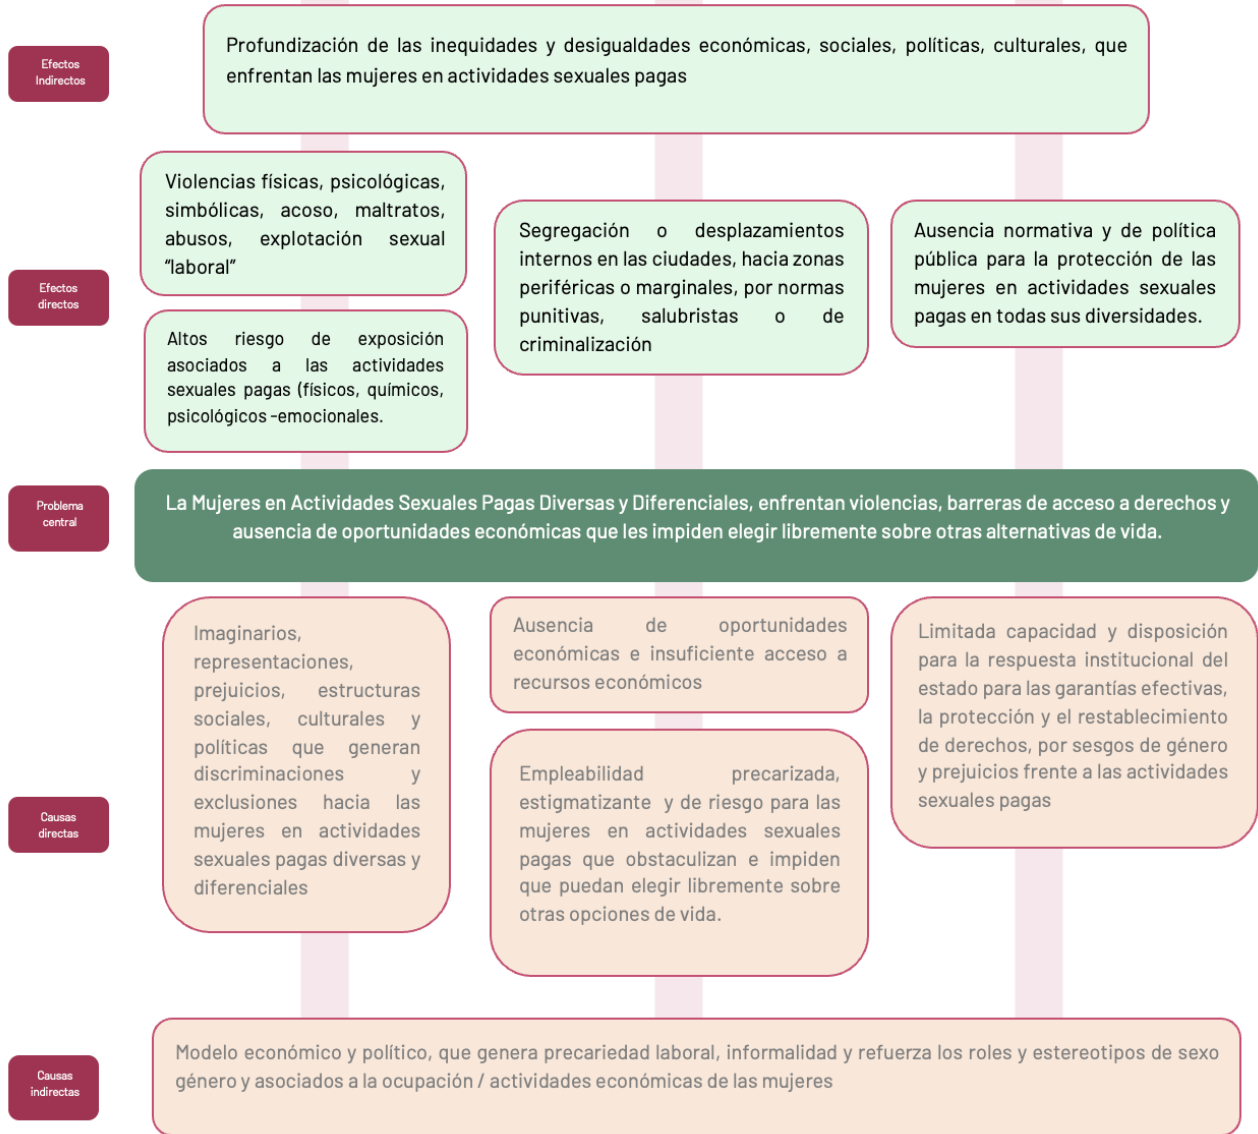 Efectos
Indirectos
Profundización de las inequidades y desigualdades económicas, sociales, políticas, culturales, que
enfrentan las mujeres en actividades sexuales pagas
Efectos
directos
Violencias físicas, psicológicas,
simbólicas, acoso, maltratos,
abusos, explotación sexual
“laboral”
Altos riesgo de exposición
asociados a las actividades
sexuales pagas (físicos, químicos,
psicológicos -emocionales.
Segregación o desplazamientos
internos en las ciudades, hacia zonas
periféricas o marginales, por normas
punitivas, salubristas o de
criminalización
Ausencia normativa y de política
pública para la protección de las
mujeres en actividades sexuales
pagas en todas sus diversidades.
Problema
central
La Mujeres en Actividades Sexuales Pagas Diversas y Diferenciales, enfrentan violencias, barreras de acceso a derechos y
ausencia de oportunidades económicas que les impiden elegir libremente sobre otras alternativas de vida.
Causas
directas
Imaginarios,
representaciones,
prejuicios, estructuras
sociales, culturales y
políticas que generan
discriminaciones y
exclusiones hacia las
mujeres en actividades
sexuales pagas diversas y
diferenciales
Ausencia de oportunidades
económicas e insuficiente acceso a
recursos económicos
Empleabilidad precarizada,
estigmatizante y de riesgo para las
mujeres en actividades sexuales
pagas que obstaculizan e impiden
que puedan elegir libremente sobre
otras opciones de vida.
Limitada capacidad y disposición
para la respuesta institucional del
estado para las garantías efectivas,
la protección y el restablecimiento
de derechos, por sesgos de género
y prejuicios frente a las actividades
sexuales pagas
Causas
indirectas
Modelo económico y político, que genera precariedad laboral, informalidad y refuerza los roles y estereotipos de sexo
género y asociados a la ocupación / actividades económicas de las mujeres